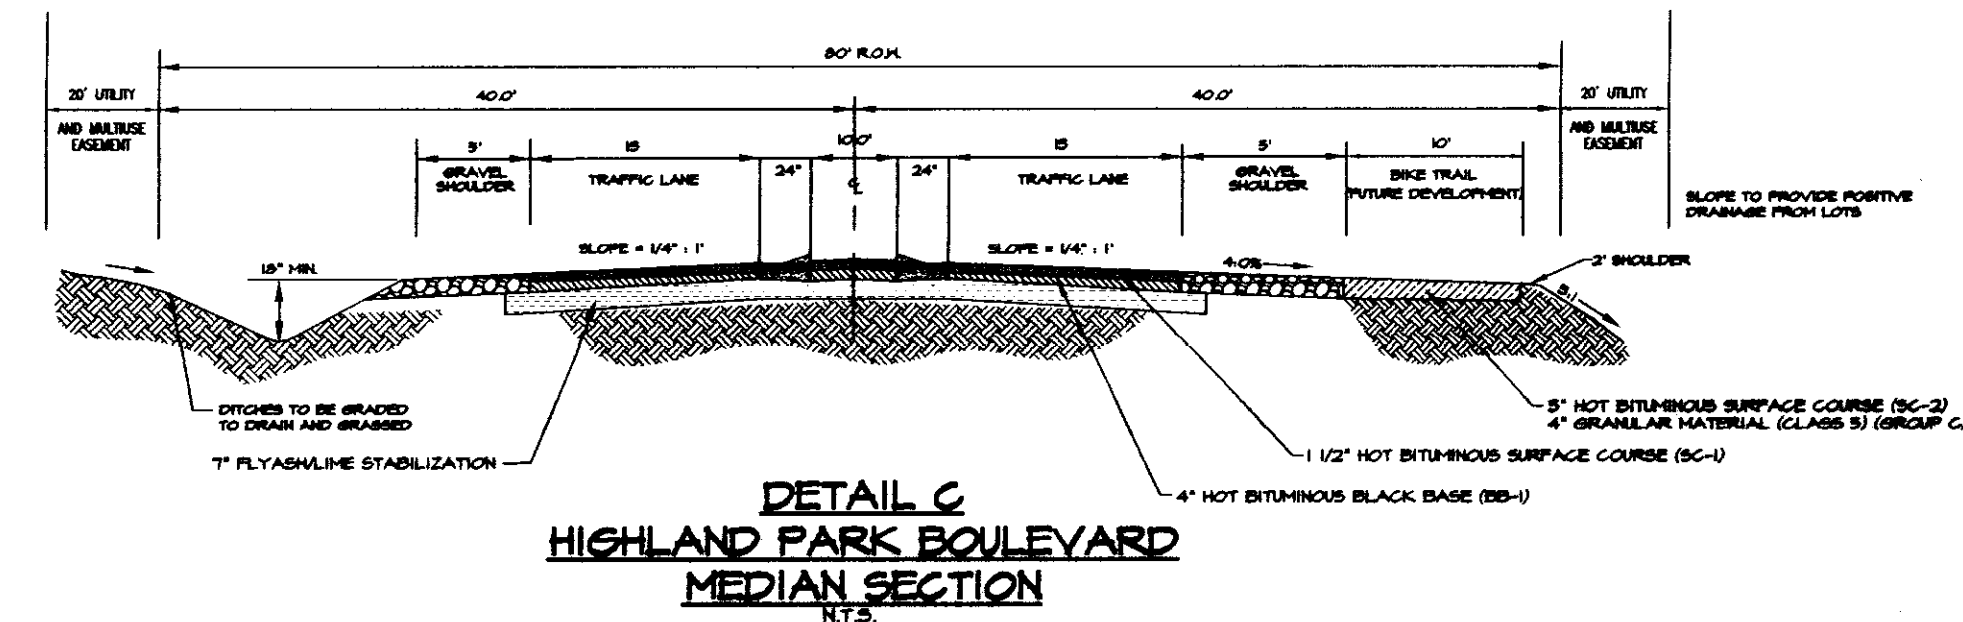 80' R.O.W.
20' UTILITY
AND MULTIUSE
EASEMENT
40.0'
40.0'
20' UTILITY
AND MULTIUSE
EASEMENT
5'
GRAVEL
SHOULDER
15
TRAFFIC LANE
24"
10.0'
℄
24"
15
TRAFFIC LANE
5'
GRAVEL
SHOULDER
10'
BIKE TRAIL
(FUTURE DEVELOPMENT)
SLOPE TO PROVIDE POSITIVE
DRAINAGE FROM LOTS
SLOPE = 1/4" : 1'
SLOPE = 1/4" : 1'
18" MIN.
4.0%
2' SHOULDER
DITCHES TO BE GRADED
TO DRAIN AND GRASSED
7" FLYASH/LIME STABILIZATION
HOT BITUMINOUS SURFACE COURSE (SC-2)
4" GRANULAR MATERIAL (CLASS 5) (GROUP C,
1 1/2" HOT BITUMINOUS SURFACE COURSE (SC-1)
4" HOT BITUMINOUS BLACK BASE (BB-1)
DETAIL C
HIGHLAND PARK BOULEVARD
MEDIAN SECTION
N.T.S.